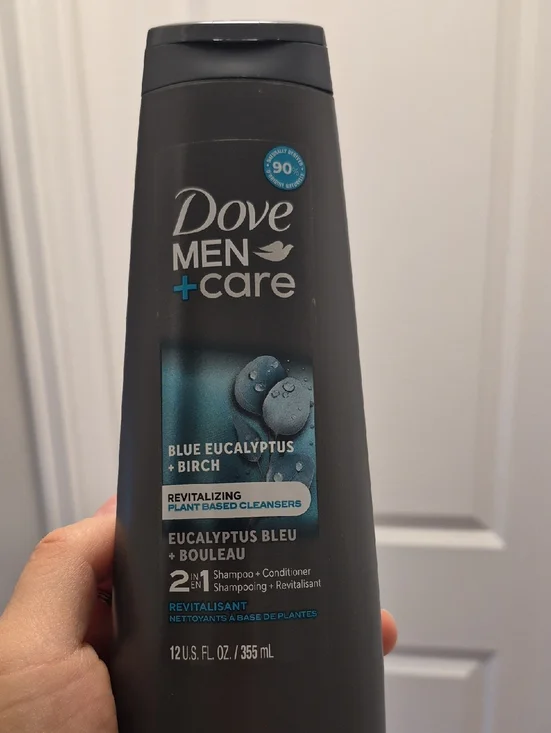 90
Dove
MEN
+care
BLUE EUCALYPTUS
+ BIRCH
REVITALIZING
PLANT BASED CLEANSERS
EUCALYPTUS BLEU
+ BOULEAU
2 IN EN 1 Shampoo + Conditioner
Shampooing + Revitalisant
REVITALISANT
NETTOYANTS À BASE DE PLANTES
12 U.S. FL. OZ. / 355 mL